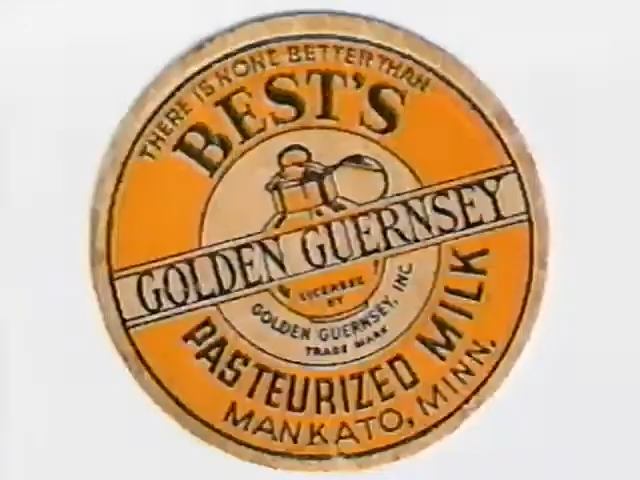 THERE IS NONE BETTER THAN
BEST'S
GOLDEN GUERNSEY
LICENSED
BY
GOLDEN GUERNSEY, INC
TRADE MARK
PASTEURIZED MILK
MANKATO, MINN.